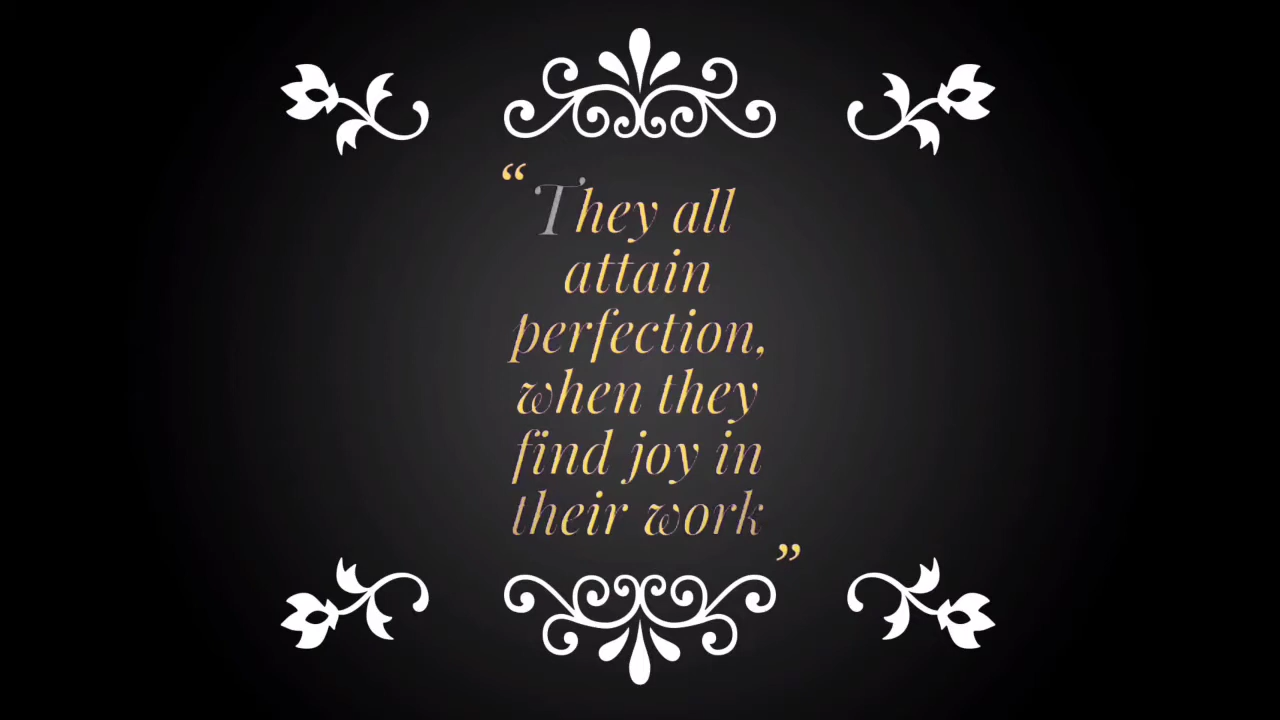 “They all
attain
perfection,
when they
find joy in
their work”